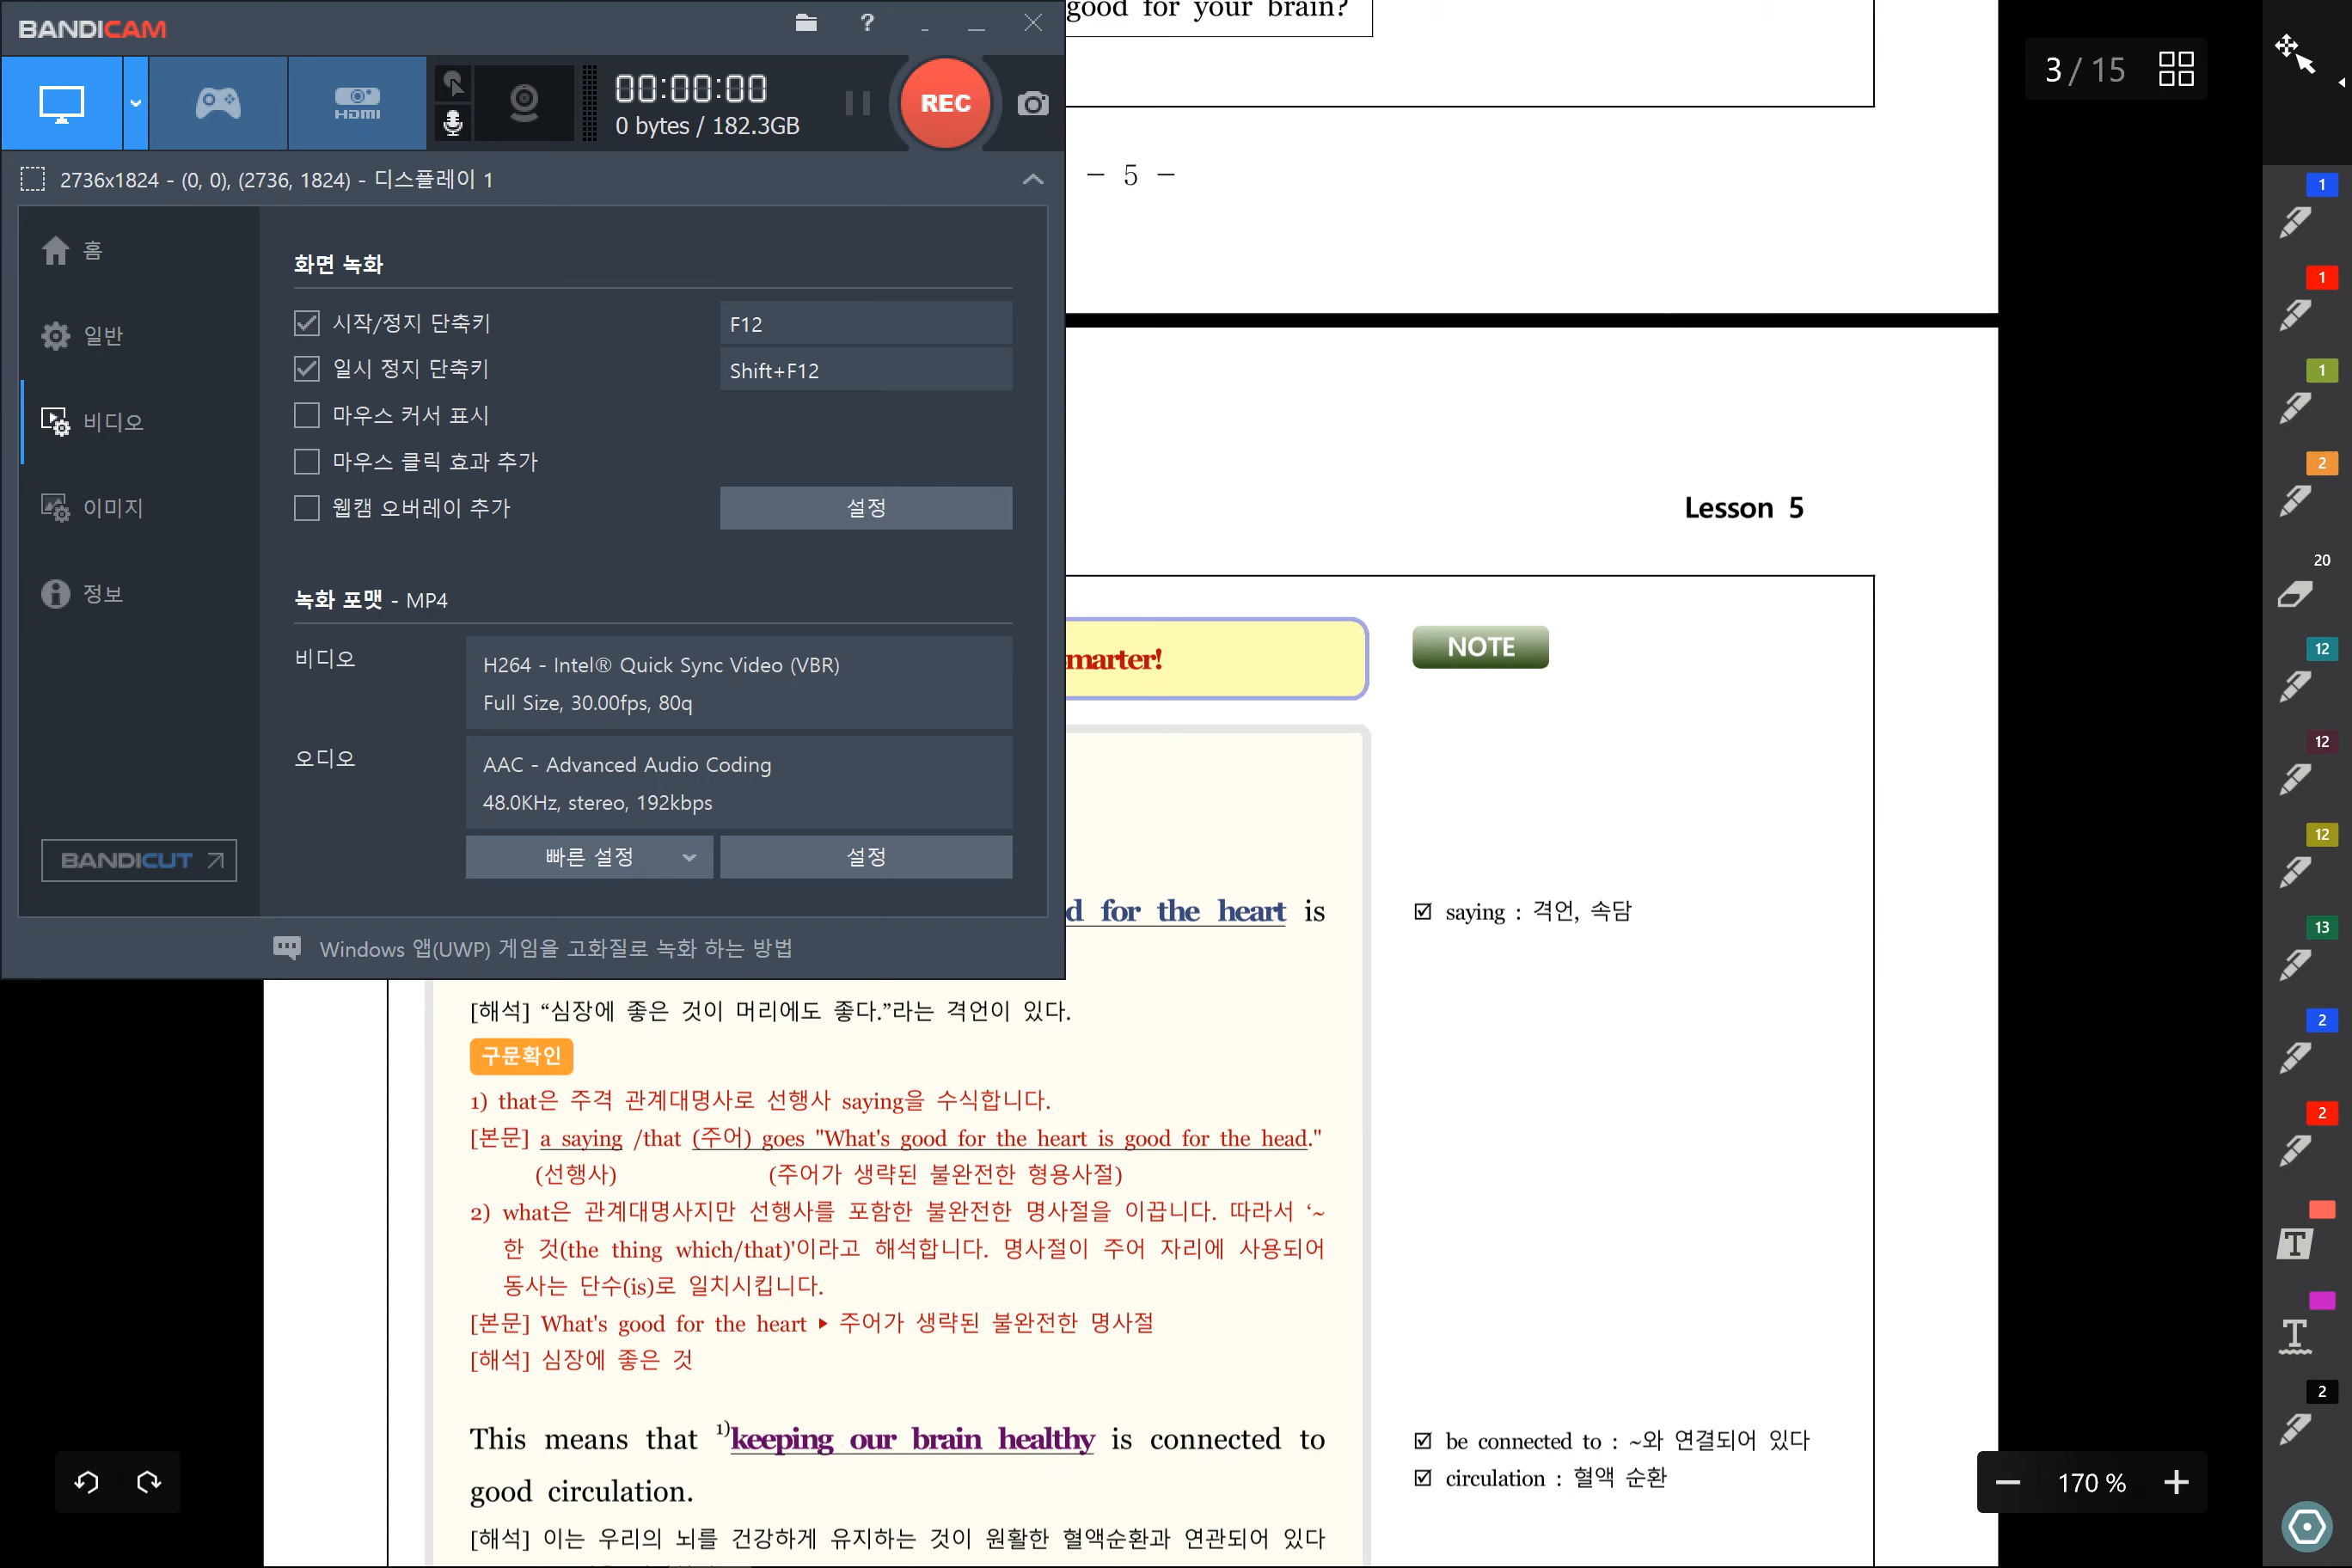 BANDICAM
00:00:00
0 bytes / 182.3GB
REC
HDMI
2736x1824 - (0, 0), (2736, 1824) - 디스플레이 1
홈
일반
비디오
이미지
정보
BANDICUT
화면 녹화
시작/정지 단축키 F12
일시 정지 단축키 Shift+F12
마우스 커서 표시
마우스 클릭 효과 추가
웹캠 오버레이 추가 설정
녹화 포맷 - MP4
비디오
H264 - Intel® Quick Sync Video (VBR)
Full Size, 30.00fps, 80q
오디오
AAC - Advanced Audio Coding
48.0KHz, stereo, 192kbps
빠른 설정 설정
Windows 앱(UWP) 게임을 고화질로 녹화 하는 방법
good for your brain?
- 5 -
3 / 15
Lesson 5
marter!
NOTE
d for the heart is
saying : 격언, 속담
[해석] “심장에 좋은 것이 머리에도 좋다.”라는 격언이 있다.
구문확인
1) that은 주격 관계대명사로 선행사 saying을 수식합니다.
[본문] a saying /that (주어) goes "What's good for the heart is good for the head."
(선행사) (주어가 생략된 불완전한 형용사절)
2) what은 관계대명사지만 선행사를 포함한 불완전한 명사절을 이끕니다. 따라서 ‘~
한 것(the thing which/that)'이라고 해석합니다. 명사절이 주어 자리에 사용되어
동사는 단수(is)로 일치시킵니다.
[본문] What's good for the heart ▶ 주어가 생략된 불완전한 명사절
[해석] 심장에 좋은 것
This means that 1)keeping our brain healthy is connected to
good circulation.
be connected to : ~와 연결되어 있다
circulation : 혈액 순환
[해석] 이는 우리의 뇌를 건강하게 유지하는 것이 원활한 혈액순환과 연관되어 있다
170 %
1
1
1
2
20
12
12
12
13
2
2
2